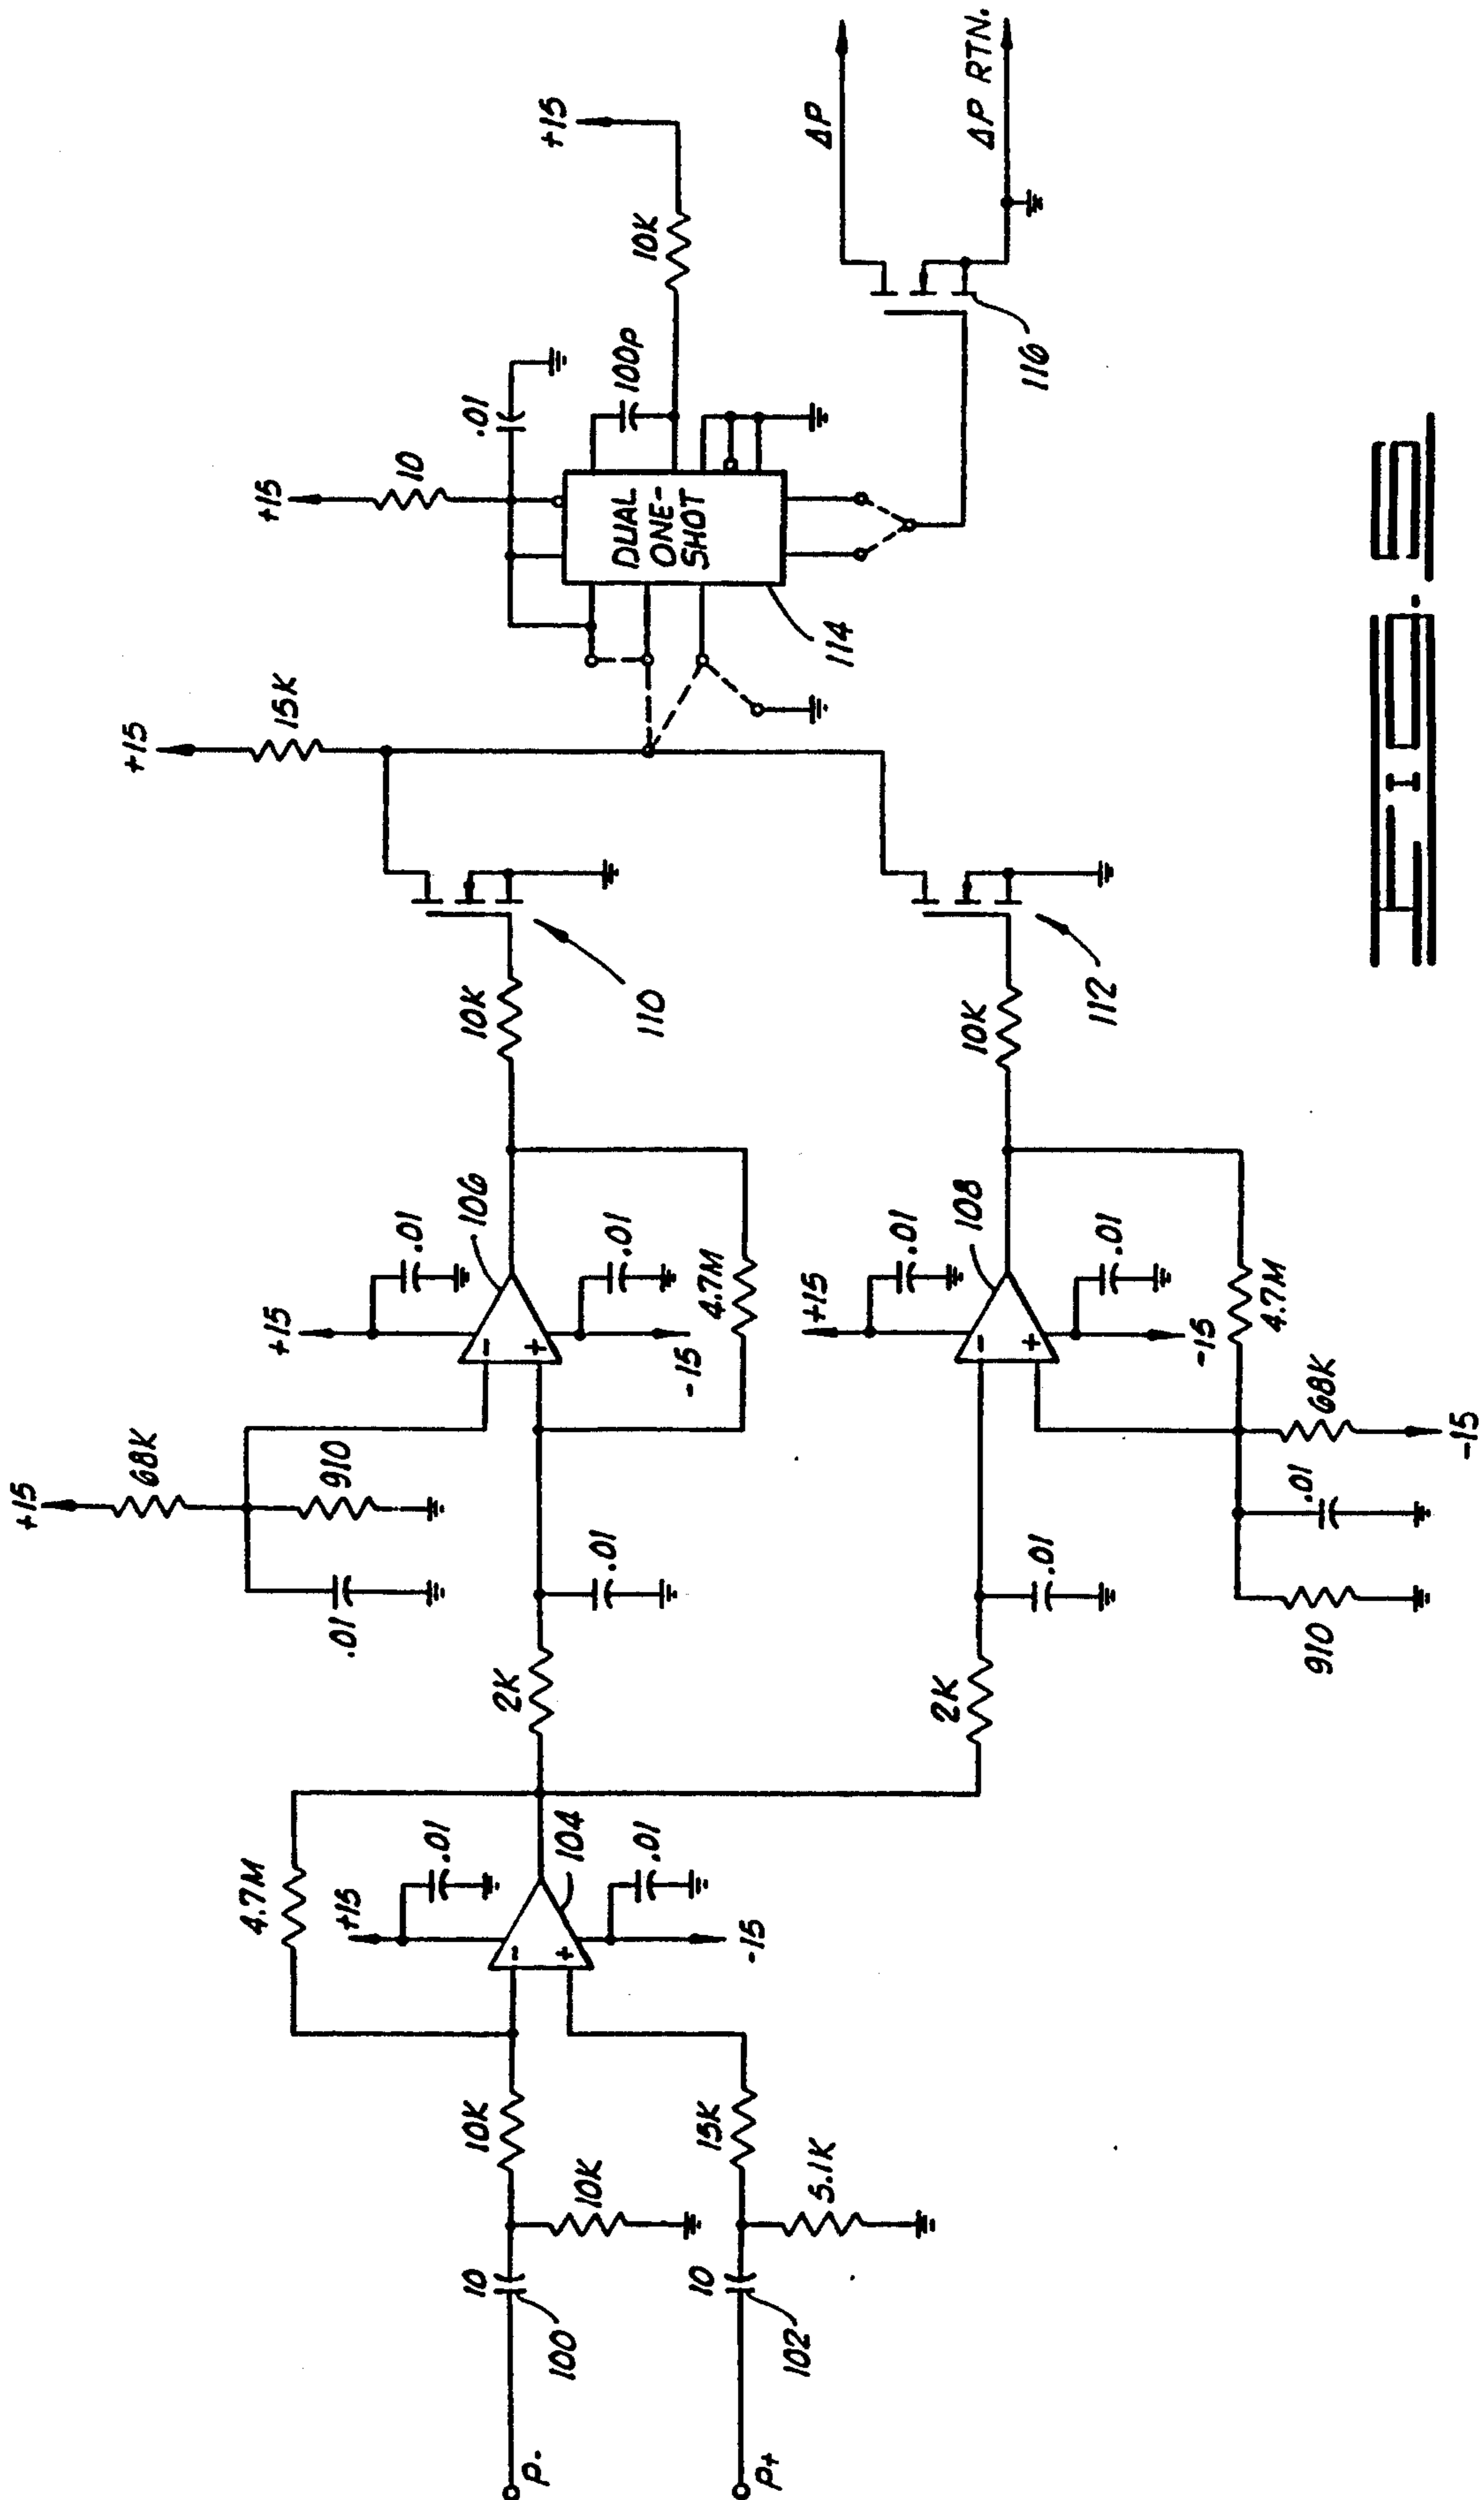 P-
100
10
10K
10K
4.7M
+15
.01
104
.01
-15
P+
102
10
5.1K
15K
2K
.01
+15
68K
910
.01
+15
.01
106
.01
-15
4.7M
10K
110
2K
.01
+15
.01
108
.01
-15
4.7M
910
.01
68K
-15
10K
112
+15
15K
+15
10
.01
DUAL
ONE-
SHOT
114
100P
10K
+15
116
ΔP
ΔP RTN.
FIG. 6